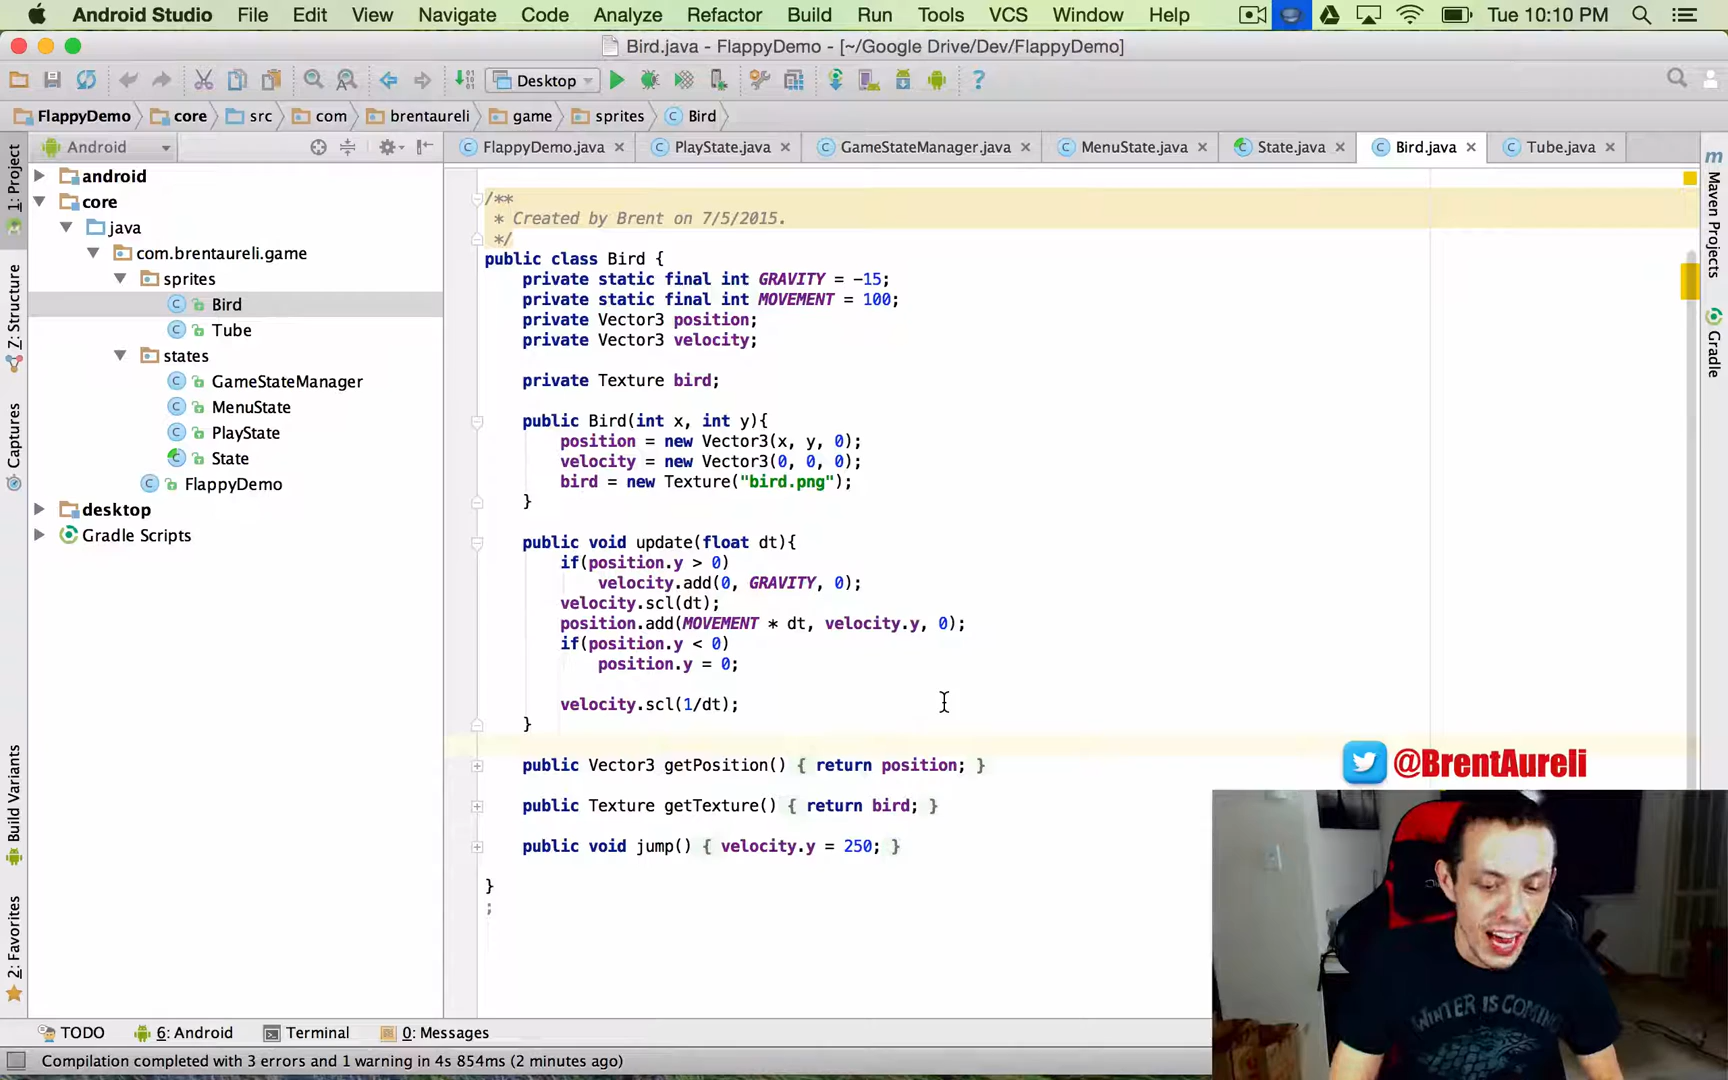 Android Studio File Edit View Navigate Code Analyze Refactor Build Run Tools VCS Window Help Tue 10:10 PM
Bird.java - FlappyDemo - [~/Google Drive/Dev/FlappyDemo]
Desktop
FlappyDemo core src com brentaureli game sprites Bird
Android
FlappyDemo.java PlayState.java GameStateManager.java MenuState.java State.java Bird.java Tube.java
1: Project
Z: Structure
Captures
Build Variants
2: Favorites
android
core
java
com.brentaureli.game
sprites
Bird
Tube
states
GameStateManager
MenuState
PlayState
State
FlappyDemo
desktop
Gradle Scripts
/**
* Created by Brent on 7/5/2015.
*/
public class Bird {
private static final int GRAVITY = -15;
private static final int MOVEMENT = 100;
private Vector3 position;
private Vector3 velocity;
private Texture bird;
public Bird(int x, int y){
position = new Vector3(x, y, 0);
velocity = new Vector3(0, 0, 0);
bird = new Texture("bird.png");
}
public void update(float dt){
if(position.y > 0)
velocity.add(0, GRAVITY, 0);
velocity.scl(dt);
position.add(MOVEMENT * dt, velocity.y, 0);
if(position.y < 0)
position.y = 0;
velocity.scl(1/dt);
}
public Vector3 getPosition() { return position; }
public Texture getTexture() { return bird; }
public void jump() { velocity.y = 250; }
}
;
Maven Projects
Gradle
@BrentAureli
WINTER IS COMING
TODO 6: Android Terminal 0: Messages
Compilation completed with 3 errors and 1 warning in 4s 854ms (2 minutes ago)